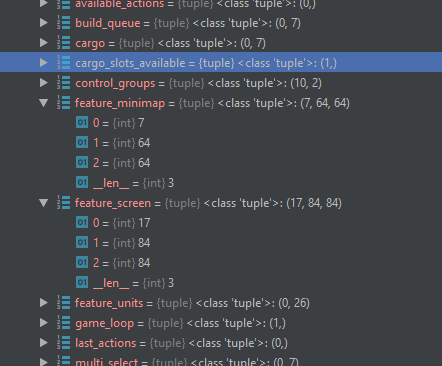 available_actions = {tuple} <class 'tuple'>: (0,)
build_queue = {tuple} <class 'tuple'>: (0, 7)
cargo = {tuple} <class 'tuple'>: (0, 7)
cargo_slots_available = {tuple} <class 'tuple'>: (1,)
control_groups = {tuple} <class 'tuple'>: (10, 2)
feature_minimap = {tuple} <class 'tuple'>: (7, 64, 64)
01 0 = {int} 7
01 1 = {int} 64
01 2 = {int} 64
01 __len__ = {int} 3
feature_screen = {tuple} <class 'tuple'>: (17, 84, 84)
01 0 = {int} 17
01 1 = {int} 84
01 2 = {int} 84
01 __len__ = {int} 3
feature_units = {tuple} <class 'tuple'>: (0, 26)
game_loop = {tuple} <class 'tuple'>: (1,)
last_actions = {tuple} <class 'tuple'>: (0,)
multi_select = {tuple} <class 'tuple'>: (0, 7)